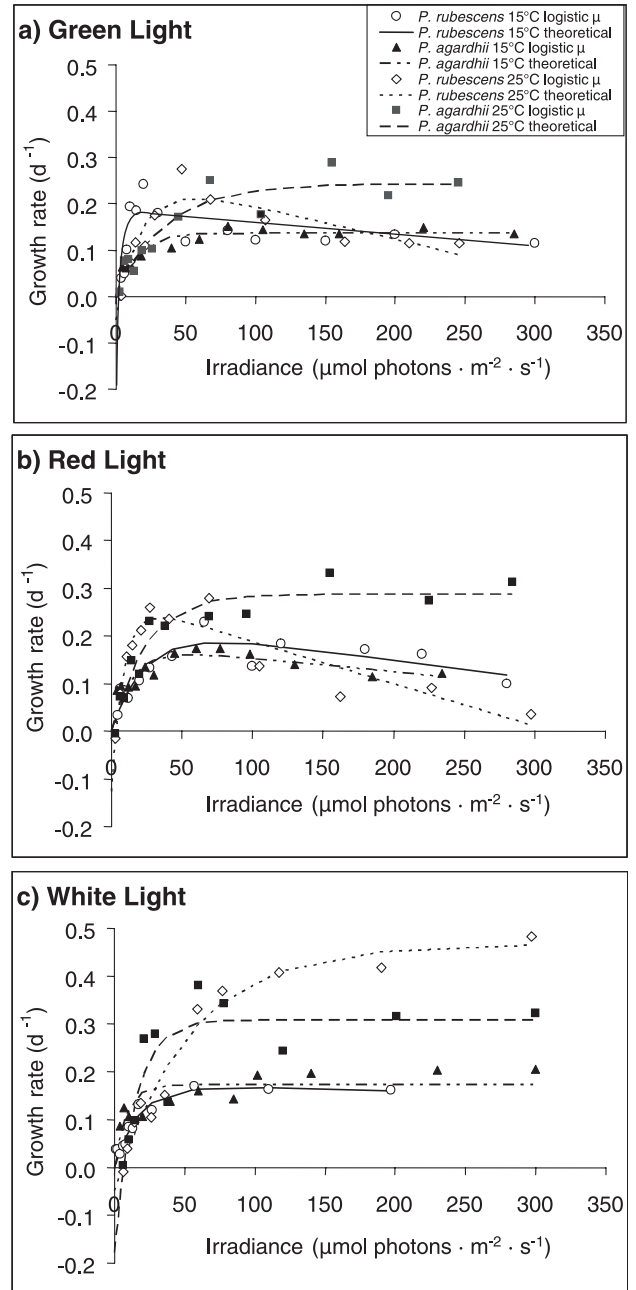 a) Green Light
P. rubescens 15°C logistic µ
P. rubescens 15°C theoretical
P. agardhii 15°C logistic µ
P. agardhii 15°C theoretical
P. rubescens 25°C logistic µ
P. rubescens 25°C theoretical
P. agardhii 25°C logistic µ
P. agardhii 25°C theoretical
Growth rate (d⁻¹)
0.5
0.4
0.3
0.2
0.1
0.0
-0.1
-0.2
0 50 100 150 200 250 300 350
Irradiance (µmol photons · m⁻² · s⁻¹)
b) Red Light
Growth rate (d⁻¹)
0.5
0.4
0.3
0.2
0.1
0.0
-0.1
-0.2
0 50 100 150 200 250 300 350
Irradiance (µmol photons · m⁻² · s⁻¹)
c) White Light
Growth rate (d⁻¹)
0.5
0.4
0.3
0.2
0.1
0.0
-0.1
-0.2
0 50 100 150 200 250 300 350
Irradiance (µmol photons · m⁻² · s⁻¹)